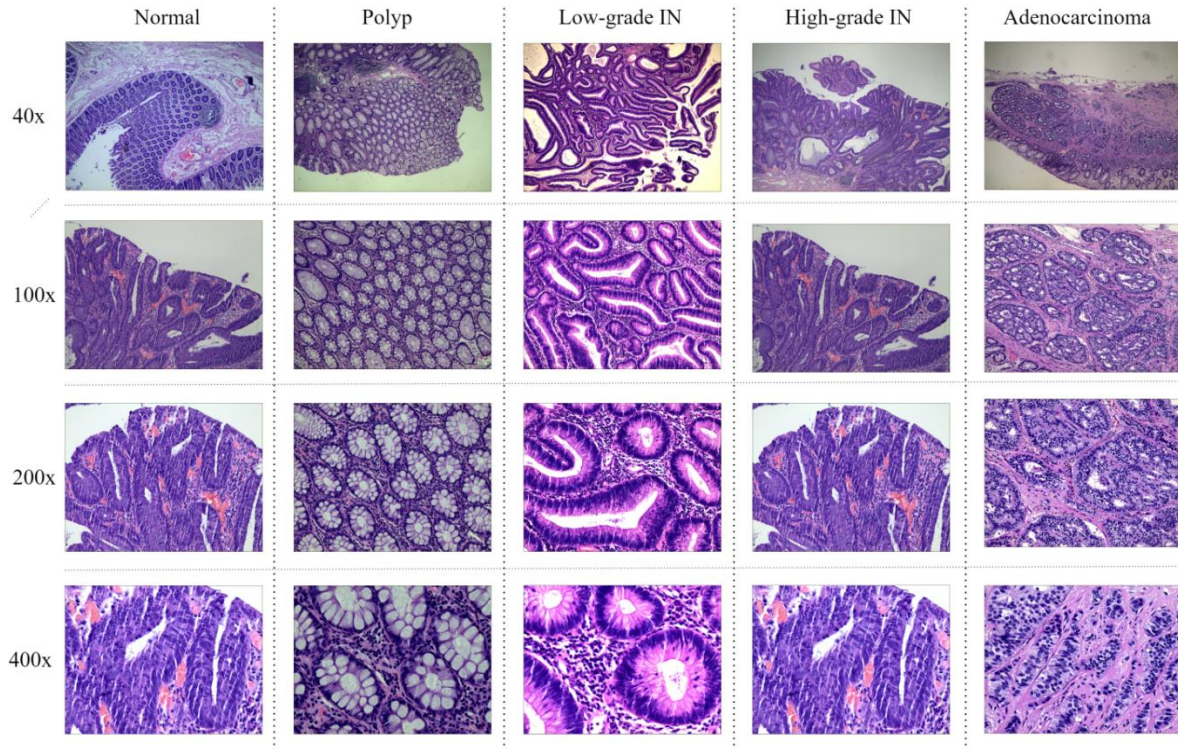 Normal Polyp Low-grade IN High-grade IN Adenocarcinoma
40x
100x
200x
400x